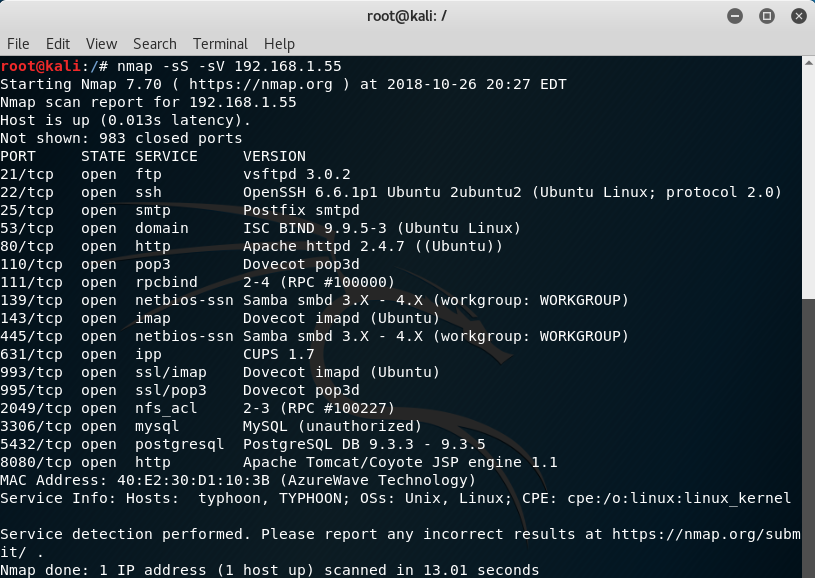 root@kali: /
File Edit View Search Terminal Help
root@kali:/# nmap -sS -sV 192.168.1.55
Starting Nmap 7.70 ( https://nmap.org ) at 2018-10-26 20:27 EDT
Nmap scan report for 192.168.1.55
Host is up (0.013s latency).
Not shown: 983 closed ports
PORT     STATE SERVICE     VERSION
21/tcp   open  ftp         vsftpd 3.0.2
22/tcp   open  ssh         OpenSSH 6.6.1p1 Ubuntu 2ubuntu2 (Ubuntu Linux; protocol 2.0)
25/tcp   open  smtp        Postfix smtpd
53/tcp   open  domain      ISC BIND 9.9.5-3 (Ubuntu Linux)
80/tcp   open  http        Apache httpd 2.4.7 ((Ubuntu))
110/tcp  open  pop3        Dovecot pop3d
111/tcp  open  rpcbind     2-4 (RPC #100000)
139/tcp  open  netbios-ssn Samba smbd 3.X - 4.X (workgroup: WORKGROUP)
143/tcp  open  imap        Dovecot imapd (Ubuntu)
445/tcp  open  netbios-ssn Samba smbd 3.X - 4.X (workgroup: WORKGROUP)
631/tcp  open  ipp         CUPS 1.7
993/tcp  open  ssl/imap    Dovecot imapd (Ubuntu)
995/tcp  open  ssl/pop3    Dovecot pop3d
2049/tcp open  nfs_acl     2-3 (RPC #100227)
3306/tcp open  mysql       MySQL (unauthorized)
5432/tcp open  postgresql  PostgreSQL DB 9.3.3 - 9.3.5
8080/tcp open  http        Apache Tomcat/Coyote JSP engine 1.1
MAC Address: 40:E2:30:D1:10:3B (AzureWave Technology)
Service Info: Hosts:  typhoon, TYPHOON; OSs: Unix, Linux; CPE: cpe:/o:linux:linux_kernel
Service detection performed. Please report any incorrect results at https://nmap.org/subm
it/ .
Nmap done: 1 IP address (1 host up) scanned in 13.01 seconds